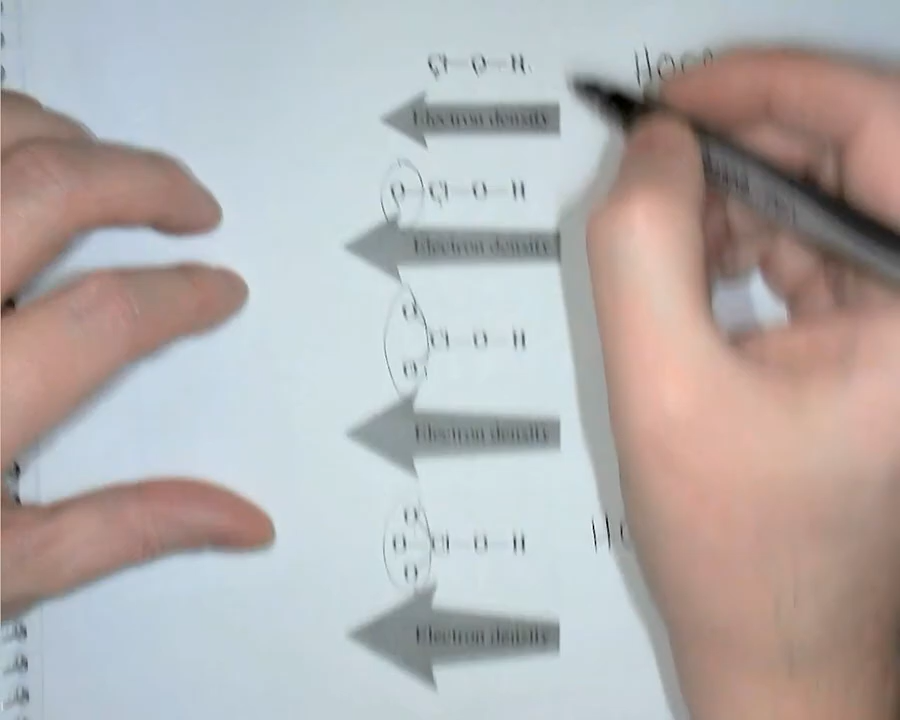 Cl—O—H
Electron density
O—Cl—O—H
Electron density
O
Cl—O—H
O
Electron density
O
O—Cl—O—H
O
Electron density